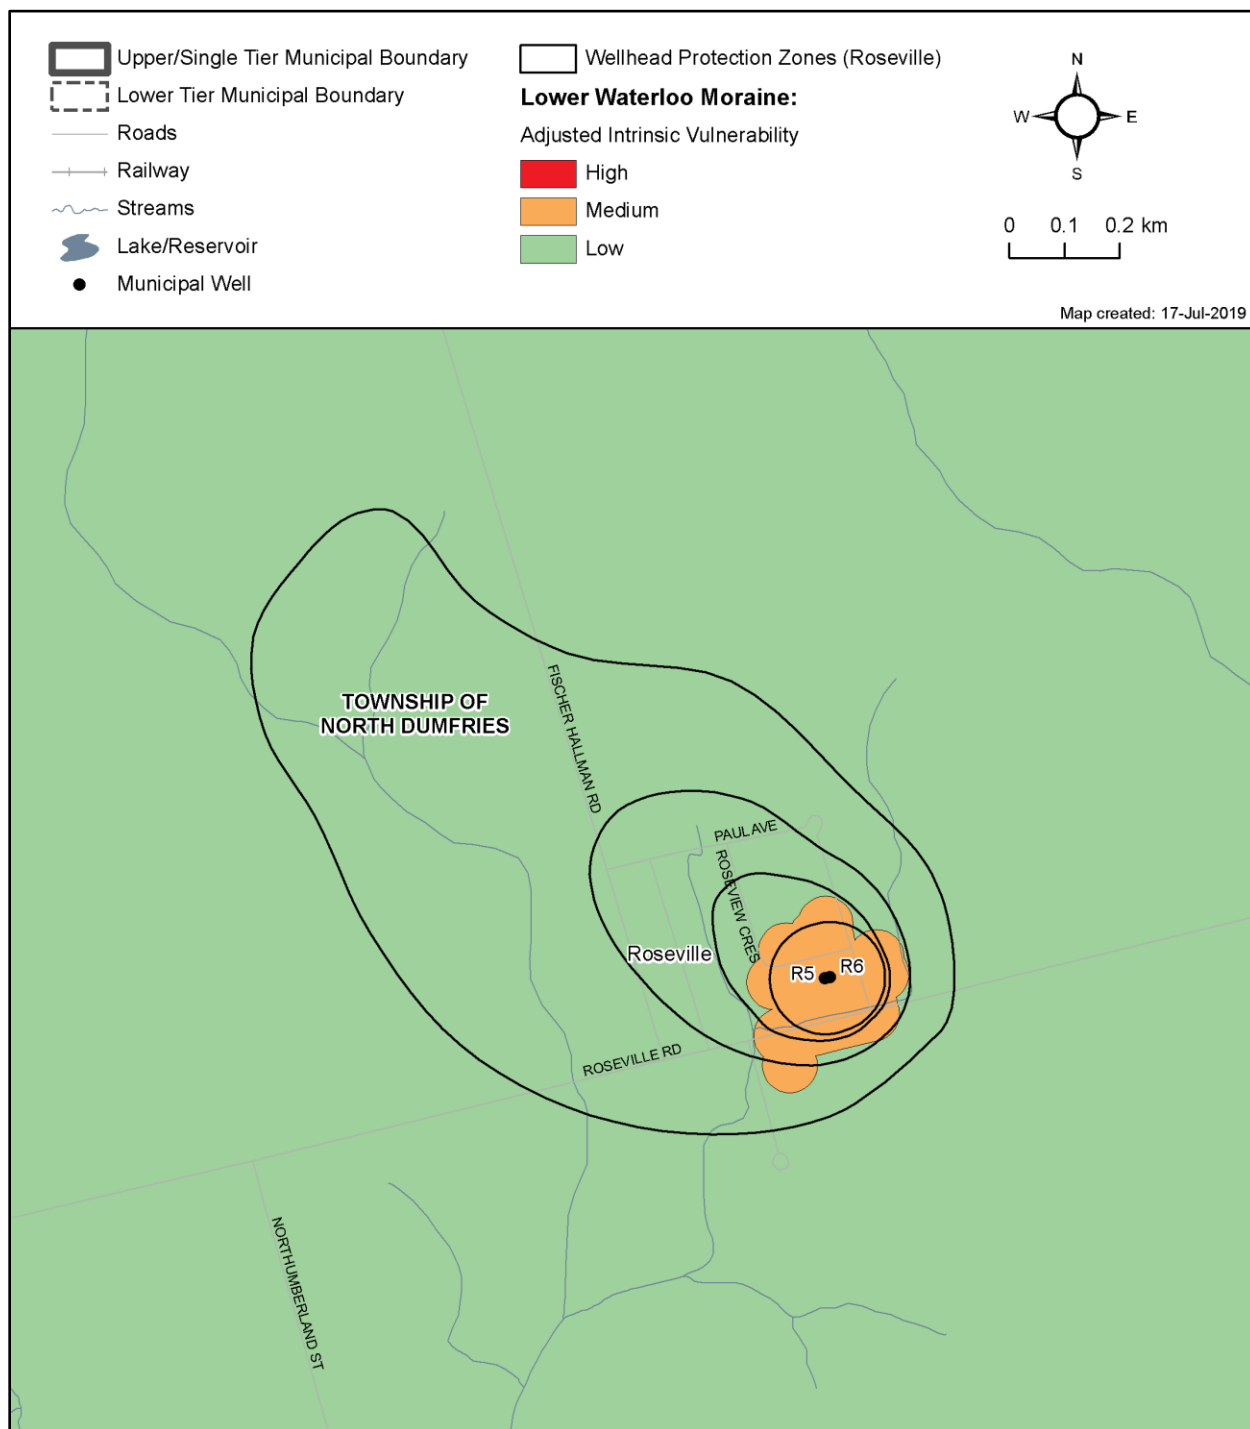 Upper/Single Tier Municipal Boundary
Lower Tier Municipal Boundary
Roads
Railway
Streams
Lake/Reservoir
Municipal Well
Wellhead Protection Zones (Roseville)
Lower Waterloo Moraine:
Adjusted Intrinsic Vulnerability
High
Medium
Low
N
W E
S
0 0.1 0.2 km
Map created: 17-Jul-2019
TOWNSHIP OF
NORTH DUMFRIES
FISCHER HALLMAN RD
PAUL AVE
ROSEVIEW CRES
Roseville
R5 R6
ROSEVILLE RD
NORTHUMBERLAND ST